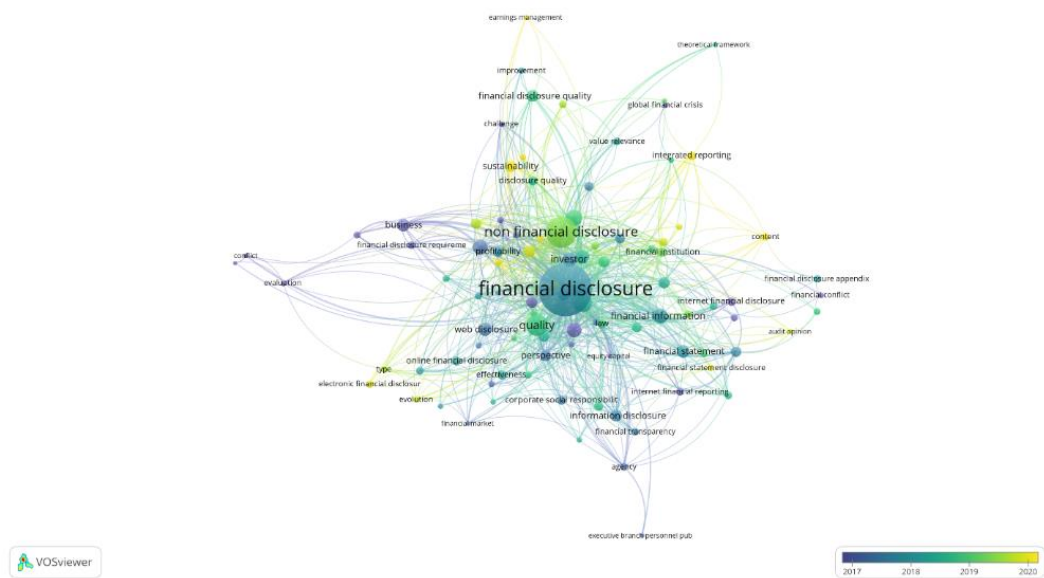 earnings management
theoretical framework
improvement
financial disclosure quality
global financial crisis
challenge
value relevance
integrated reporting
sustainability
disclosure quality
business
non financial disclosure
content
financial disclosure requireme
profitability
financial institution
investor
conflict
evaluation
financial disclosure appendix
financial disclosure
financial conflict
internet financial disclosure
financial information
law
quality
web disclosure
audit opinion
financial statement
perspective
equity capital
online financial disclosure
financial statement disclosure
type
effectiveness
electronic financial disclosur
internet financial reporting
evolution
corporate social responsibilit
information disclosure
financial market
financial transparency
agency
executive branch personnel pub
VOSviewer
2017 2018 2019 2020